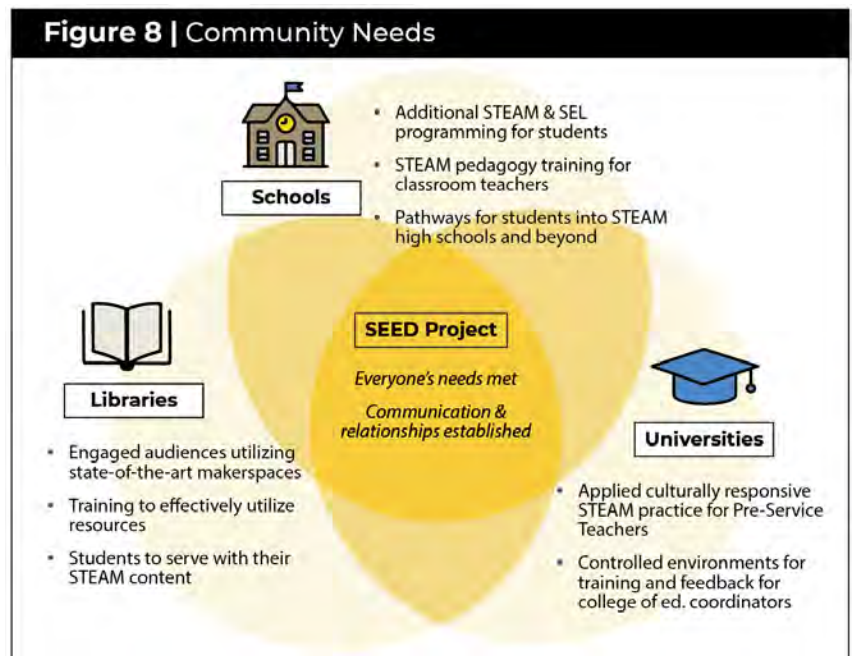 Figure 8 | Community Needs
Schools
• Additional STEAM & SEL
programming for students
• STEAM pedagogy training for
classroom teachers
• Pathways for students into STEAM
high schools and beyond
SEED Project
Everyone's needs met
Communication &
relationships established
Libraries
• Engaged audiences utilizing
state-of-the-art makerspaces
• Training to effectively utilize
resources
• Students to serve with their
STEAM content
Universities
• Applied culturally responsive
STEAM practice for Pre-Service
Teachers
• Controlled environments for
training and feedback for
college of ed. coordinators